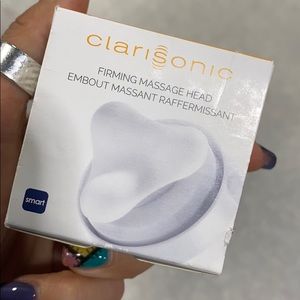 clarisonic
FIRMING MASSAGE HEAD
EMBOUT MASSANT RAFFERMISSANT
smart